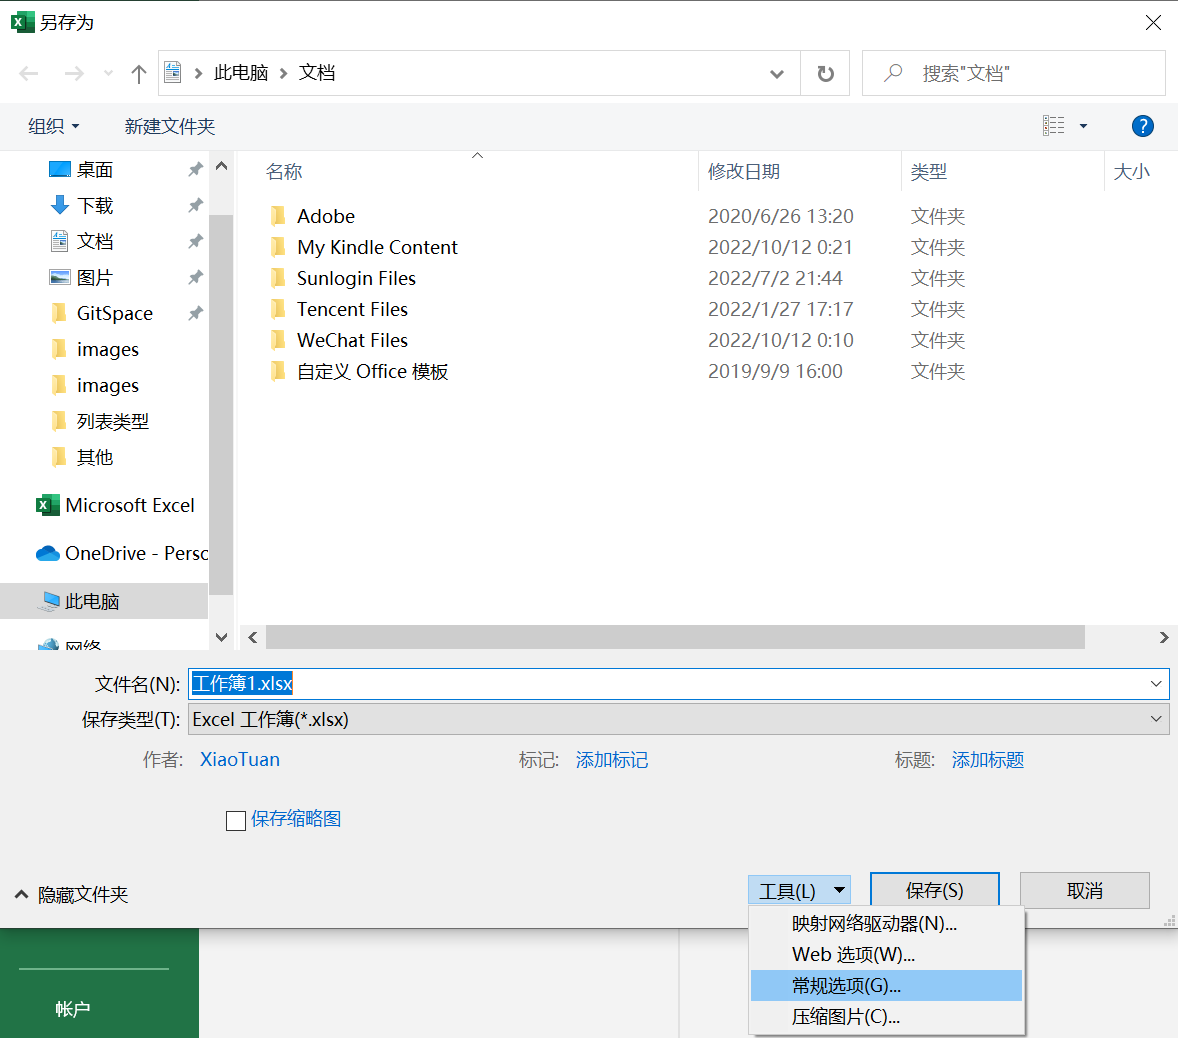 另存为
此电脑 › 文档
搜索"文档"
组织
新建文件夹
名称 修改日期 类型 大小
桌面
下载
文档
图片
GitSpace
images
images
列表类型
其他
Microsoft Excel
OneDrive - Perso
此电脑
网络
Adobe 2020/6/26 13:20 文件夹
My Kindle Content 2022/10/12 0:21 文件夹
Sunlogin Files 2022/7/2 21:44 文件夹
Tencent Files 2022/1/27 17:17 文件夹
WeChat Files 2022/10/12 0:10 文件夹
自定义 Office 模板 2019/9/9 16:00 文件夹
文件名(N): 工作簿1.xlsx
保存类型(T): Excel 工作簿(*.xlsx)
作者: XiaoTuan 标记: 添加标记 标题: 添加标题
保存缩略图
隐藏文件夹
工具(L) 保存(S) 取消
映射网络驱动器(N)...
Web 选项(W)...
常规选项(G)...
压缩图片(C)...
帐户